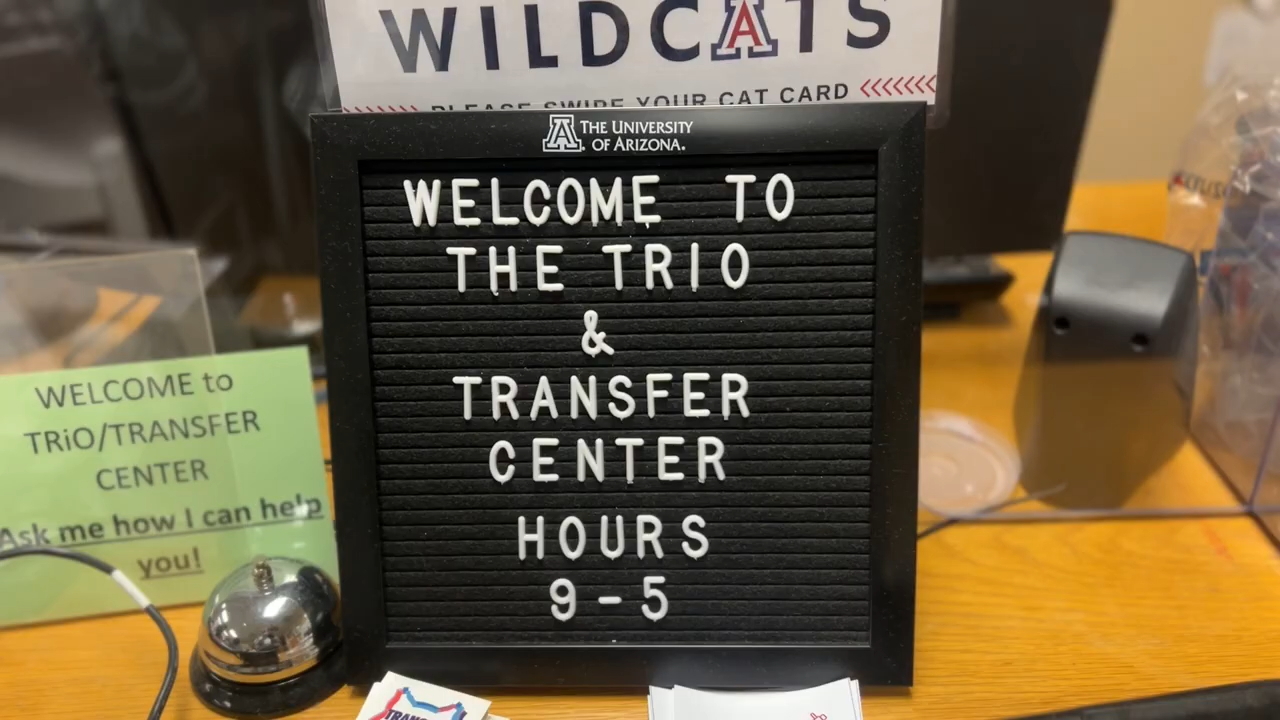 WILDCATS
PLEASE SWIPE YOUR CAT CARD
THE UNIVERSITY
OF ARIZONA.
WELCOME TO
THE TRIO
&
TRANSFER
CENTER
HOURS
9-5
WELCOME to
TRiO/TRANSFER
CENTER
Ask me how I can help
you!